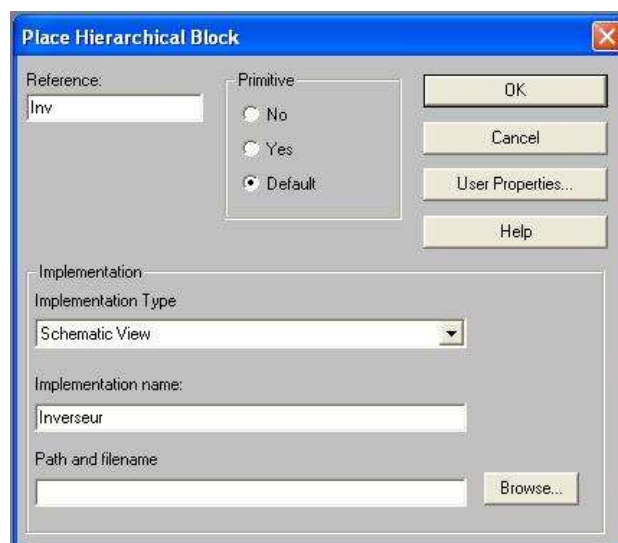 Place Hierarchical Block
Reference:
Inv
Primitive
No
Yes
Default
OK
Cancel
User Properties...
Help
Implementation
Implementation Type
Schematic View
Implementation name:
Inverseur
Path and filename
Browse...